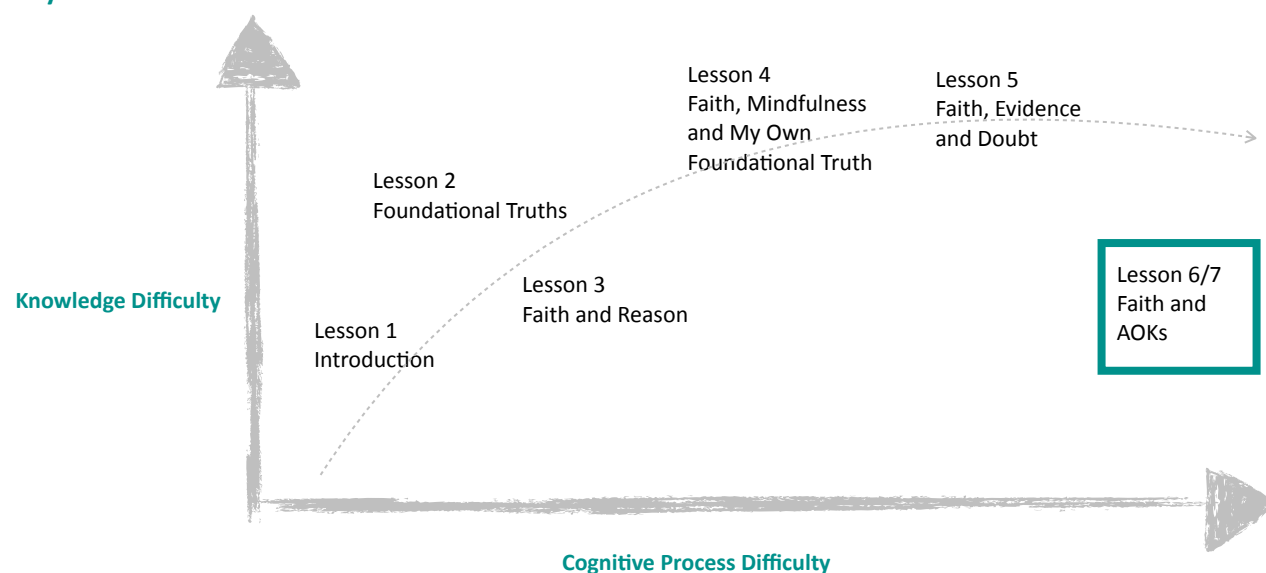 Lesson 4
Faith, Mindfulness
and My Own
Foundational Truth
Lesson 5
Faith, Evidence
and Doubt
Lesson 2
Foundational Truths
Lesson 6/7
Faith and
AOKs
Lesson 3
Faith and Reason
Knowledge Difficulty
Lesson 1
Introduction
Cognitive Process Difficulty